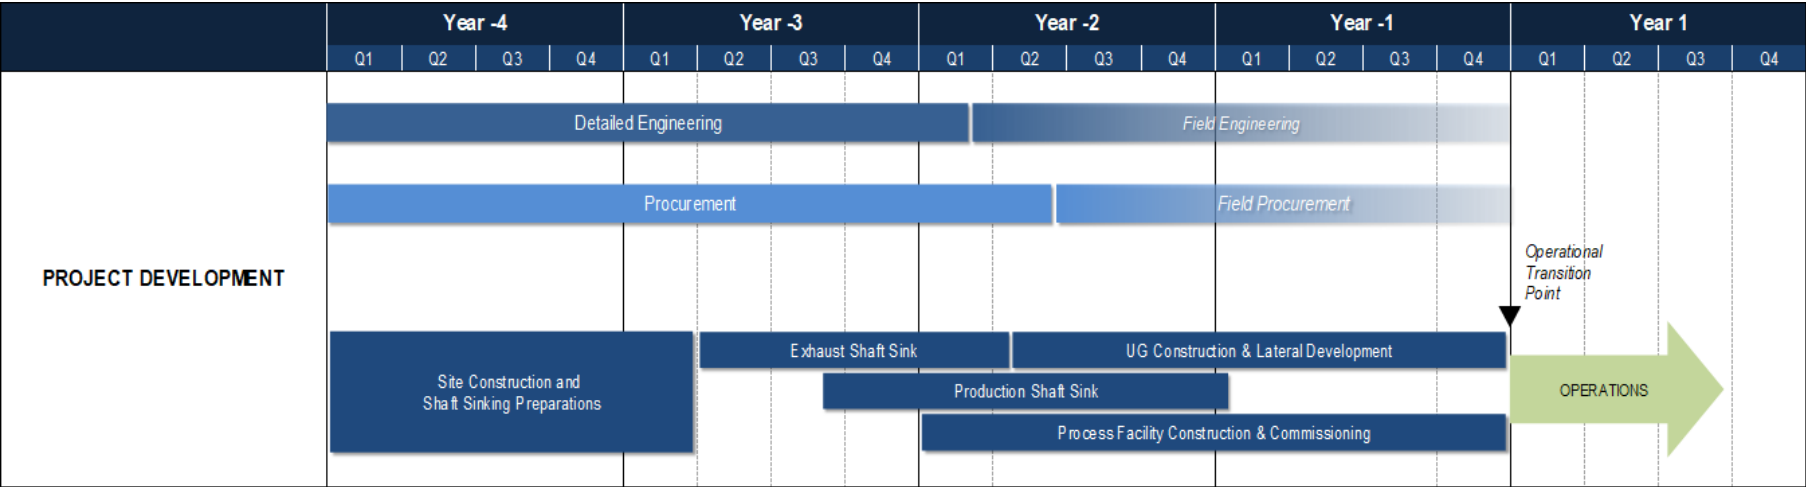 Year -4 Year -3 Year -2 Year -1 Year 1
Q1 Q2 Q3 Q4 Q1 Q2 Q3 Q4 Q1 Q2 Q3 Q4 Q1 Q2 Q3 Q4 Q1 Q2 Q3 Q4
Detailed Engineering Field Engineering
Procurement Field Procurement
Operational
Transition
Point
PROJECT DEVELOPMENT
Exhaust Shaft Sink UG Construction & Lateral Development
Site Construction and
Shaft Sinking Preparations
Production Shaft Sink
OPERATIONS
Process Facility Construction & Commissioning